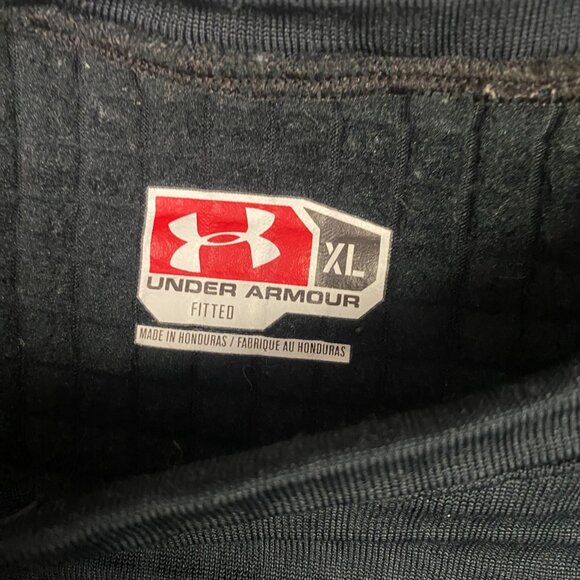 XL
UNDER ARMOUR
FITTED
MADE IN HONDURAS / FABRIQUE AU HONDURAS